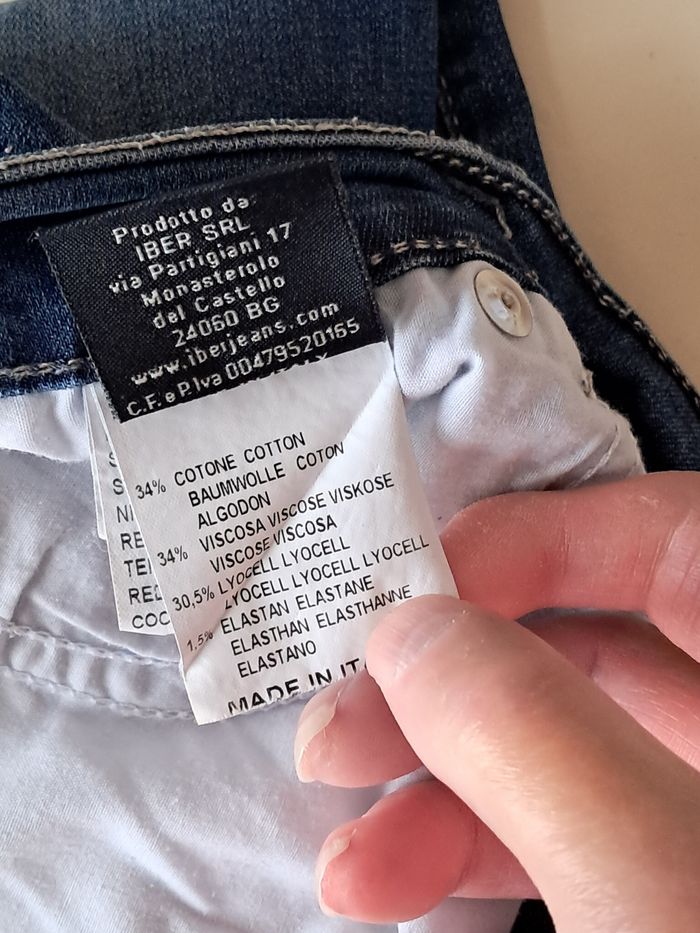 Prodotto da:
IBER SRL
via Partigiani 17
Monasterolo
del Castello
24060 BG
www.iberjeans.com
C.F. e P.Iva 00479520165
34% COTONE COTTON
BAUMWOLLE COTON
ALGODON
34% VISCOSA VISCOSE VISKOSE
VISCOSE VISCOSA
30,5% LYOCELL LYOCELL
LYOCELL LYOCELL LYOCELL
1,5% ELASTAN ELASTANE
ELASTHAN ELASTHANNE
ELASTANO
MADE IN